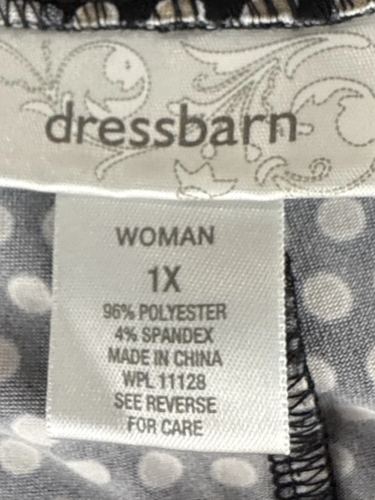 dressbarn
WOMAN
1X
96% POLYESTER
4% SPANDEX
MADE IN CHINA
WPL 11128
SEE REVERSE
FOR CARE